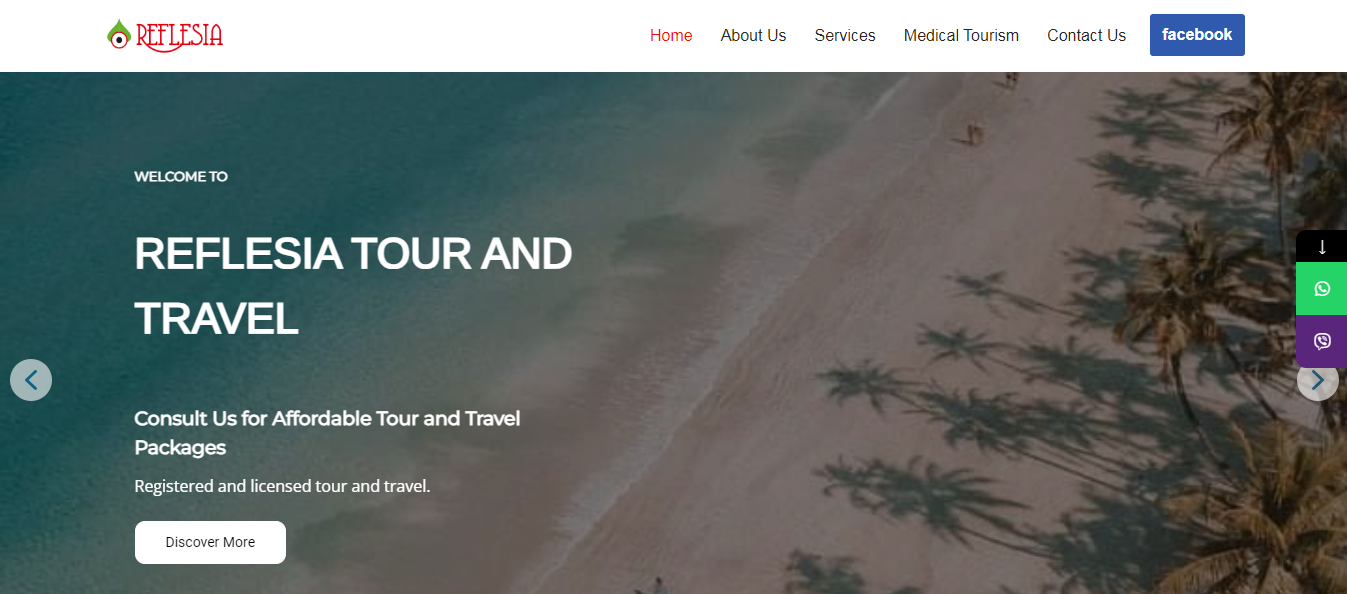 REFLESIA
Home About Us Services Medical Tourism Contact Us facebook
WELCOME TO
REFLESIA TOUR AND
TRAVEL
Consult Us for Affordable Tour and Travel
Packages
Registered and licensed tour and travel.
Discover More